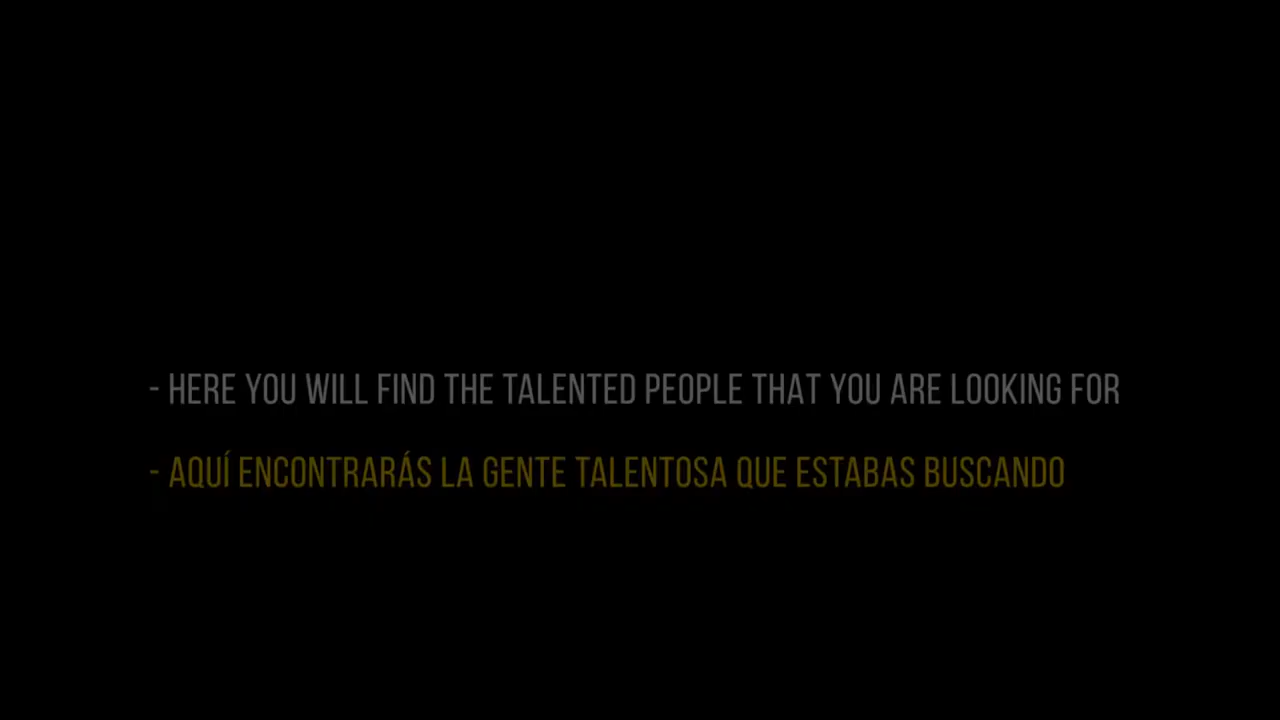 - HERE YOU WILL FIND THE TALENTED PEOPLE THAT YOU ARE LOOKING FOR
- AQUÍ ENCONTRARÁS LA GENTE TALENTOSA QUE ESTABAS BUSCANDO